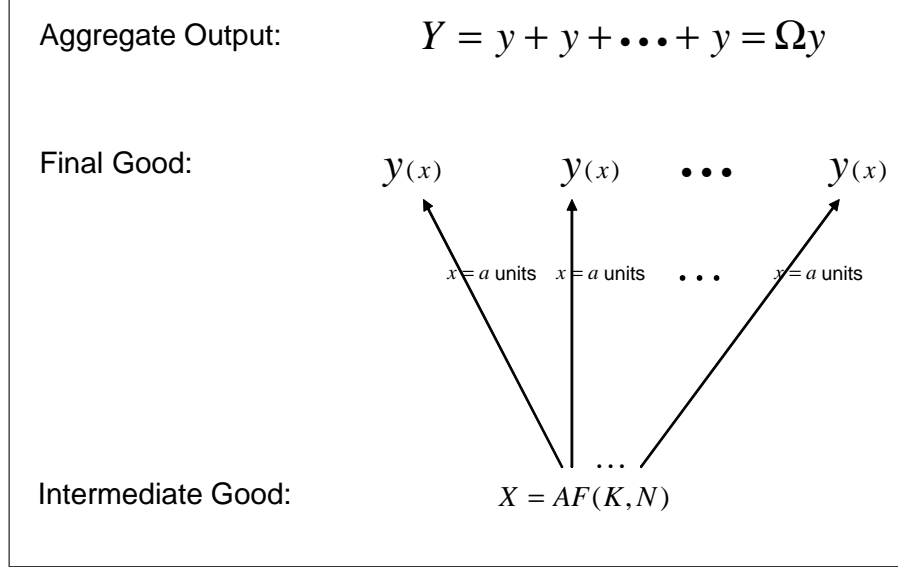 Aggregate Output: Y = y + y + ••• + y = Ωy
Final Good: y(x) y(x) ••• y(x)
x = a units x = a units ••• x = a units
•••
Intermediate Good: X = AF(K, N)